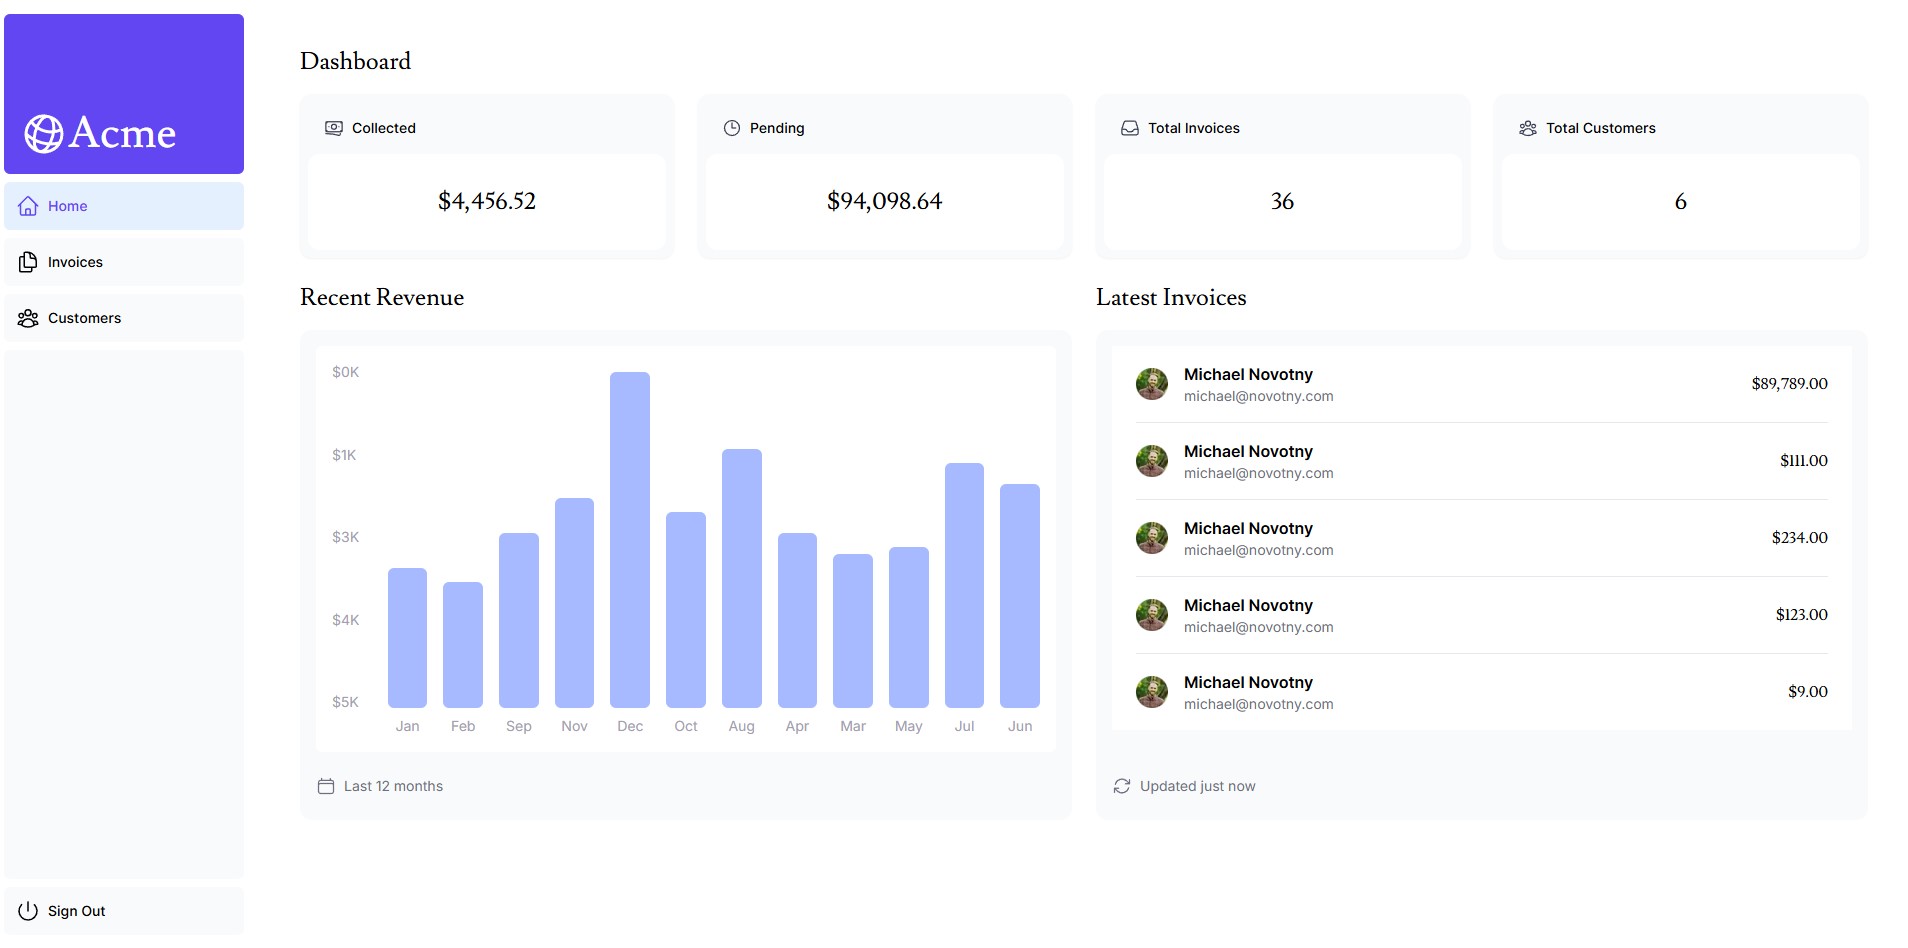 Acme
Home
Invoices
Customers
Sign Out
Dashboard
Collected
$4,456.52
Pending
$94,098.64
Total Invoices
36
Total Customers
6
Recent Revenue
$0K
$1K
$3K
$4K
$5K
Jan Feb Sep Nov Dec Oct Aug Apr Mar May Jul Jun
Last 12 months
Latest Invoices
Michael Novotny
michael@novotny.com
$89,789.00
Michael Novotny
michael@novotny.com
$111.00
Michael Novotny
michael@novotny.com
$234.00
Michael Novotny
michael@novotny.com
$123.00
Michael Novotny
michael@novotny.com
$9.00
Updated just now